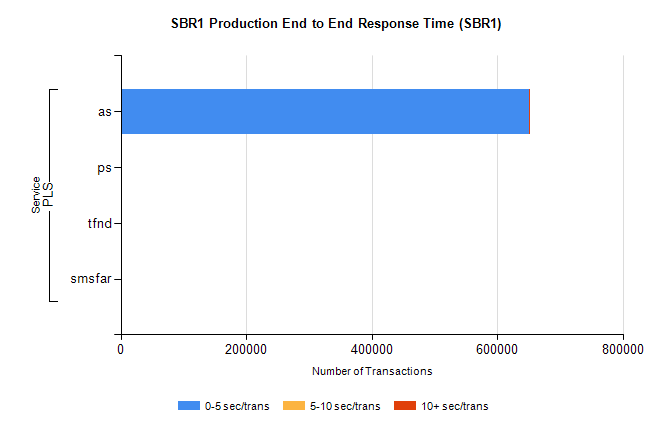 SBR1 Production End to End Response Time (SBR1)
Service
PLS
as
ps
tfnd
smsfar
0 200000 400000 600000 800000
Number of Transactions
0-5 sec/trans 5-10 sec/trans 10+ sec/trans